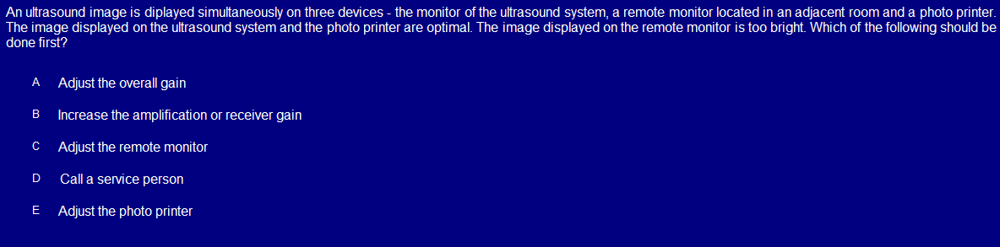 An ultrasound image is diplayed simultaneously on three devices - the monitor of the ultrasound system, a remote monitor located in an adjacent room and a photo printer.
The image displayed on the ultrasound system and the photo printer are optimal. The image displayed on the remote monitor is too bright. Which of the following should be
done first?
A Adjust the overall gain
B Increase the amplification or receiver gain
C Adjust the remote monitor
D Call a service person
E Adjust the photo printer